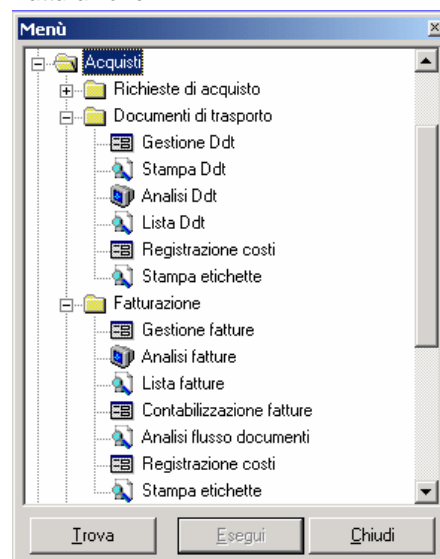 Menù
Acquisti
Richieste di acquisto
Documenti di trasporto
Gestione Ddt
Stampa Ddt
Analisi Ddt
Lista Ddt
Registrazione costi
Stampa etichette
Fatturazione
Gestione fatture
Analisi fatture
Lista fatture
Contabilizzazione fatture
Analisi flusso documenti
Registrazione costi
Stampa etichette
Trova Esegui Chiudi